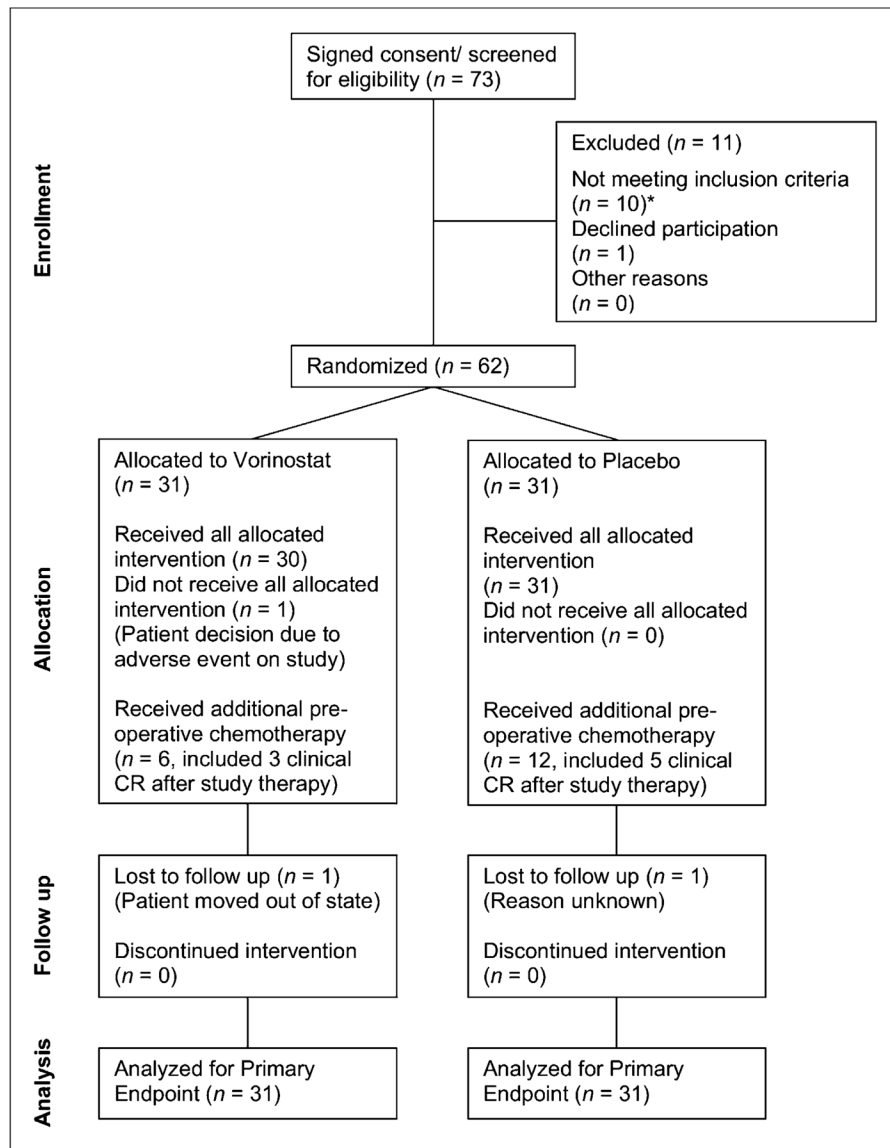 Signed consent/ screened
for eligibility (n = 73)
Enrollment
Excluded (n = 11)
Not meeting inclusion criteria
(n = 10)*
Declined participation
(n = 1)
Other reasons
(n = 0)
Randomized (n = 62)
Allocation
Allocated to Vorinostat
(n = 31)
Received all allocated
intervention (n = 30)
Did not receive all allocated
intervention (n = 1)
(Patient decision due to
adverse event on study)
Received additional pre-
operative chemotherapy
(n = 6, included 3 clinical
CR after study therapy)
Allocated to Placebo
(n = 31)
Received all allocated
intervention
(n = 31)
Did not receive all allocated
intervention (n = 0)
Received additional pre-
operative chemotherapy
(n = 12, included 5 clinical
CR after study therapy)
Follow up
Lost to follow up (n = 1)
(Patient moved out of state)
Discontinued intervention
(n = 0)
Lost to follow up (n = 1)
(Reason unknown)
Discontinued intervention
(n = 0)
Analysis
Analyzed for Primary
Endpoint (n = 31)
Analyzed for Primary
Endpoint (n = 31)